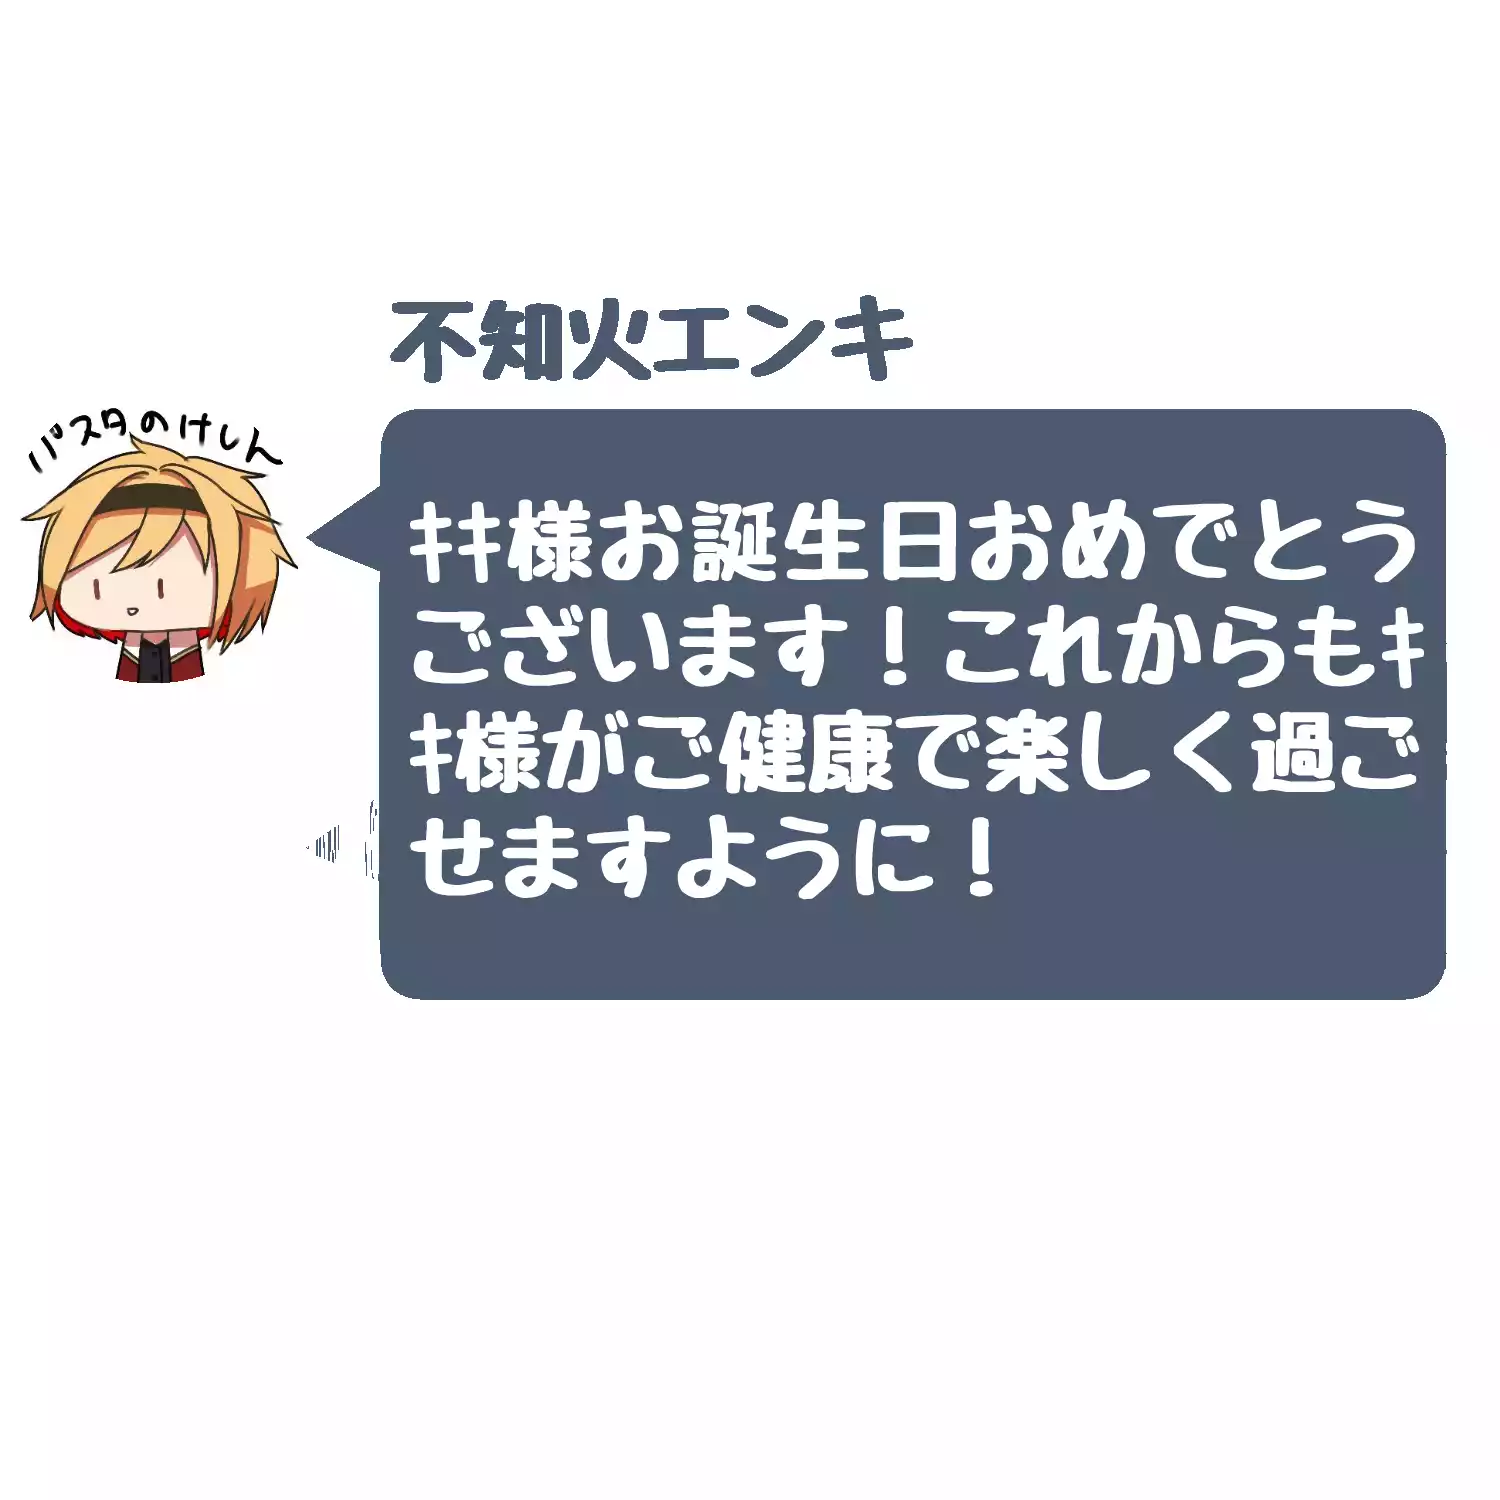 不知火エンキ
パスタのけしん
ｷｷ様お誕生日おめでとう
ございます！これからもｷ
ｷ様がご健康で楽しく過ご
せますように！